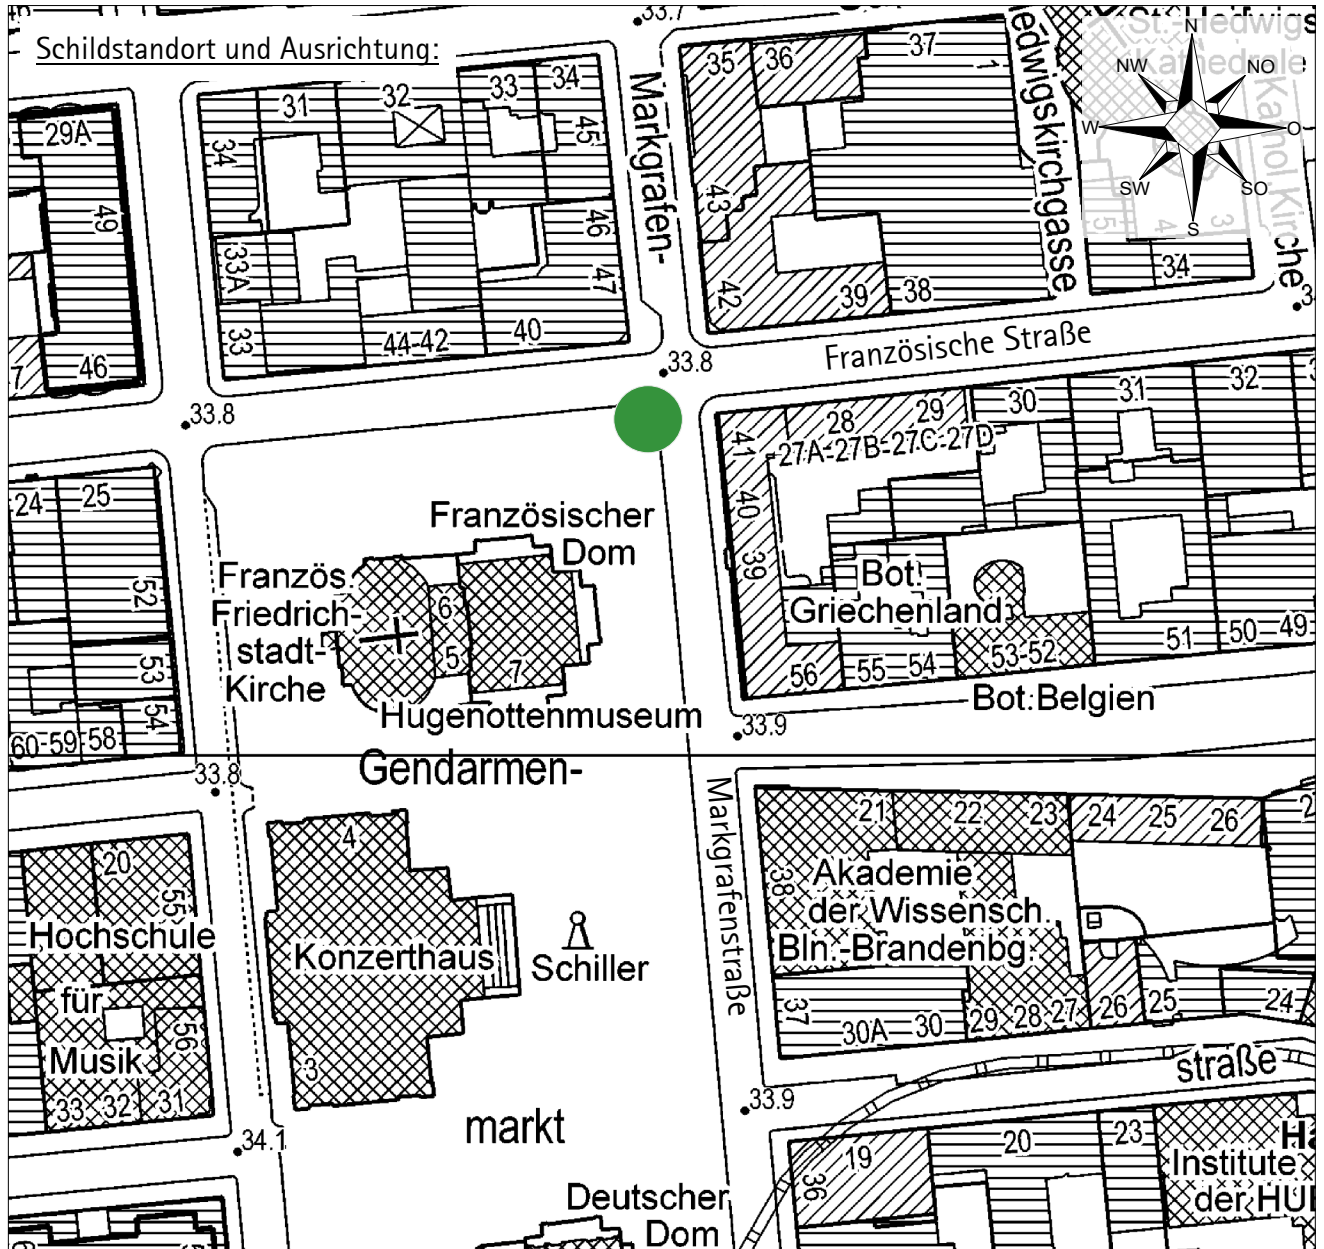 Schildstandort und Ausrichtung:
33.7
35
36
37
St.-Hedwigs
Kathedrale
N
NW
NO
W
O
SW
SO
S
29A
31
32
33
34
34
45
Markgrafen-
43
Hedwigskirchgasse
Kathol Kirche
5
4
3
49
33A
46
47
42
39
38
34
33
44-42
40
46
7
Französische Straße
33.8
33.8
41
28
29
27A-27B-27C-27D
30
31
32
24
25
40
39
Französischer
Dom
Französ.
Friedrich-
stadt-
Kirche
6
5
7
52
53
54
Bot.
Griechenland
56
55
54
53-52
51
50
49
Hugenottenmuseum
Bot.Belgien
33.9
60-59
58
Gendarmen-
33.8
Markgrafenstraße
4
21
22
23
24
25
26
20
55
38
Akademie
der Wissensch.
Bln.-Brandenbg.
Hochschule
für
Musik
Konzerthaus
Schiller
37
30A
30
29
28
27
26
25
24
56
3
33
32
31
33.9
straße
34.1
markt
19
36
20
23
Institute
der HU
Deutscher
Dom